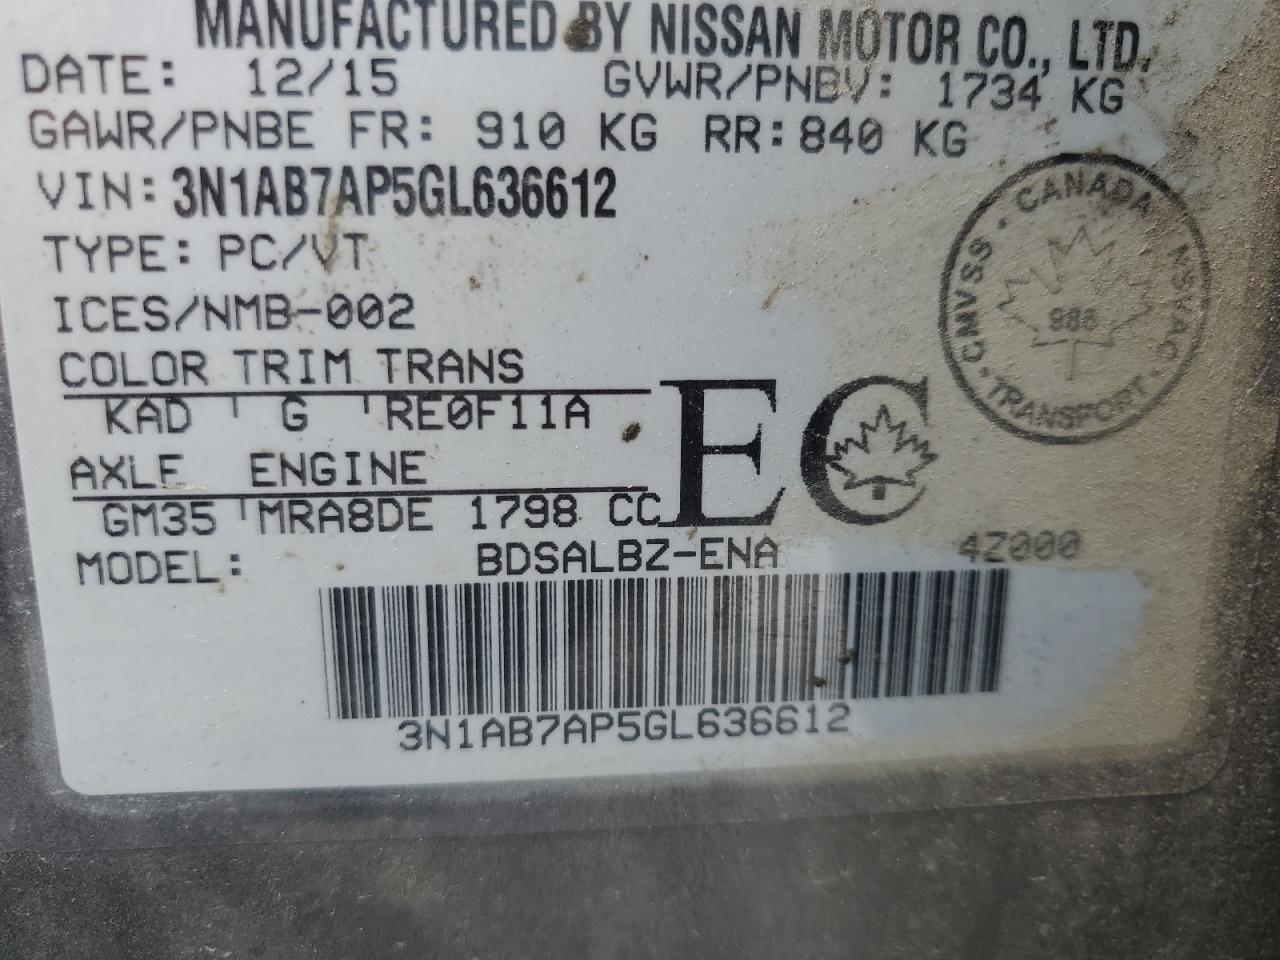 MANUFACTURED BY NISSAN MOTOR CO., LTD.
DATE: 12/15 GVWR/PNBV: 1734 KG
GAWR/PNBE FR: 910 KG RR: 840 KG
VIN: 3N1AB7AP5GL636612
TYPE: PC/VT
ICES/NMB-002
COLOR TRIM TRANS
KAD G RE0F11A
AXLE ENGINE
GM35 MRA8DE 1798 CC
EC
CANADA NSVAC TRANSPORT CMVSS
986
MODEL: BDSALBZ-ENA 4Z000
3N1AB7AP5GL636612